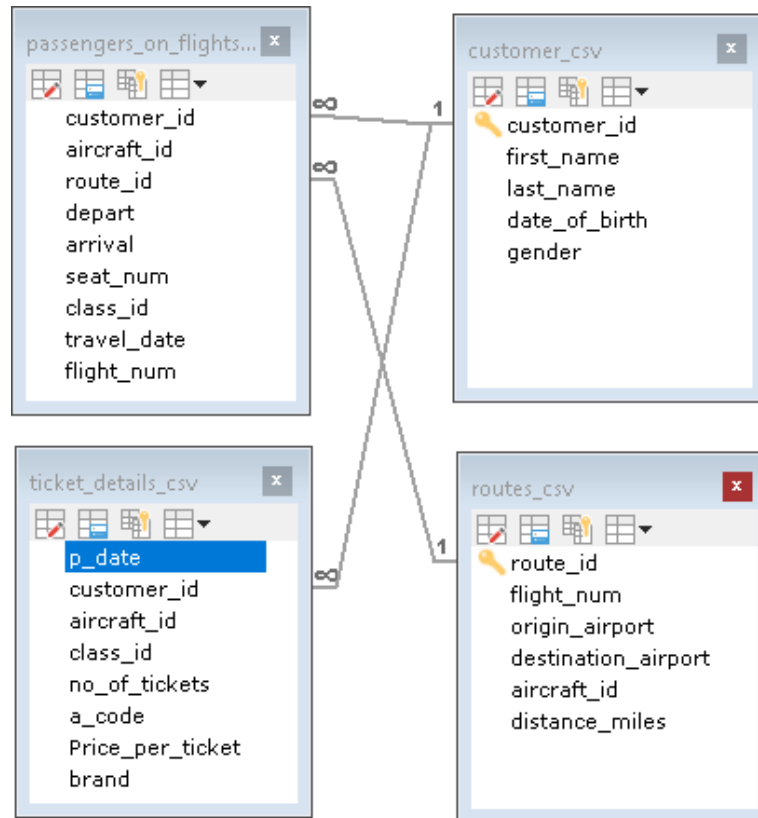 passengers_on_flights...
customer_id
aircraft_id
route_id
depart
arrival
seat_num
class_id
travel_date
flight_num
∞
∞
1
customer_csv
customer_id
first_name
last_name
date_of_birth
gender
ticket_details_csv
p_date
customer_id
aircraft_id
class_id
no_of_tickets
a_code
Price_per_ticket
brand
∞
1
routes_csv
route_id
flight_num
origin_airport
destination_airport
aircraft_id
distance_miles